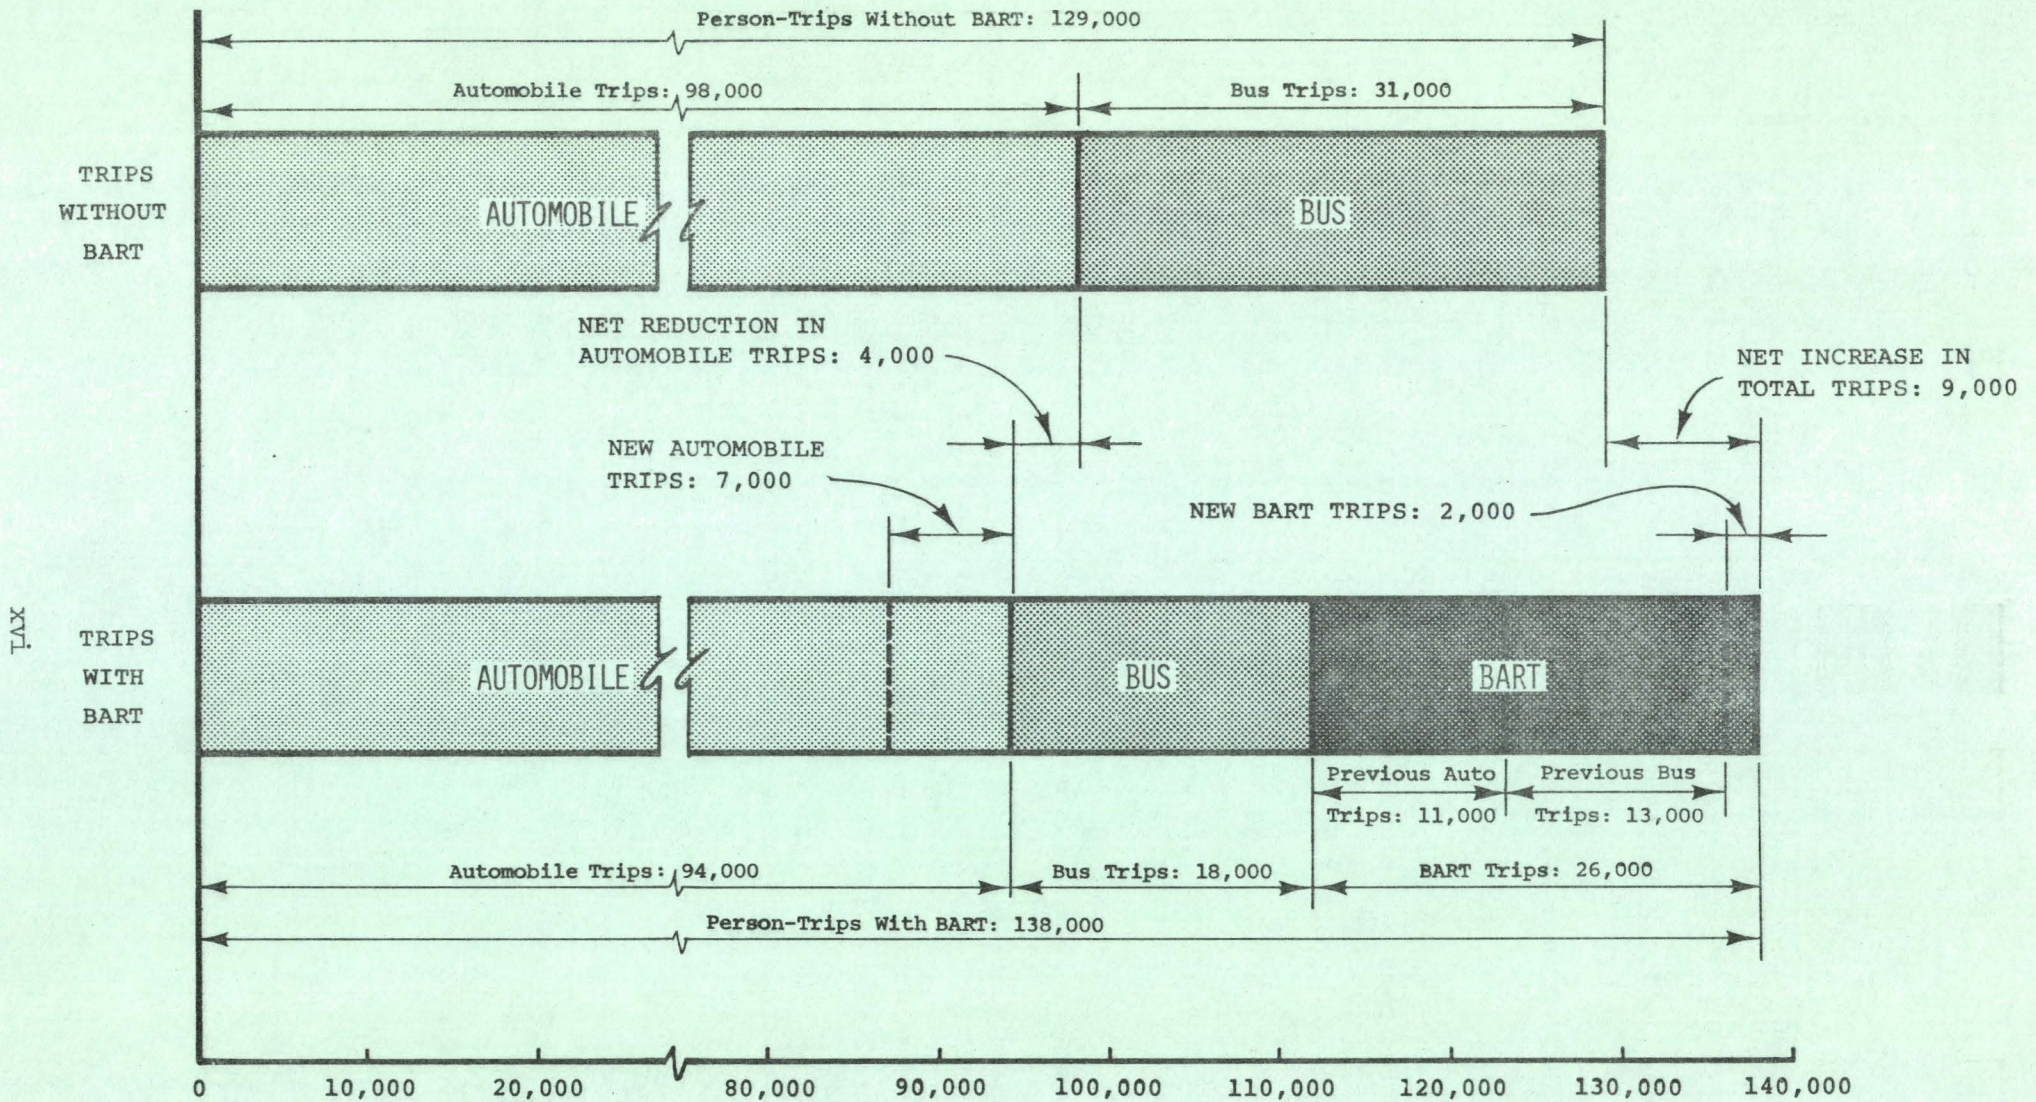 Person-Trips Without BART: 129,000
Automobile Trips: 98,000
Bus Trips: 31,000
TRIPS
WITHOUT
BART
AUTOMOBILE
BUS
NET REDUCTION IN
AUTOMOBILE TRIPS: 4,000
NET INCREASE IN
TOTAL TRIPS: 9,000
NEW AUTOMOBILE
TRIPS: 7,000
NEW BART TRIPS: 2,000
xvi
TRIPS
WITH
BART
AUTOMOBILE
BUS
BART
Previous Auto
Trips: 11,000
Previous Bus
Trips: 13,000
Automobile Trips: 94,000
Bus Trips: 18,000
BART Trips: 26,000
Person-Trips With BART: 138,000
0 10,000 20,000 80,000 90,000 100,000 110,000 120,000 130,000 140,000